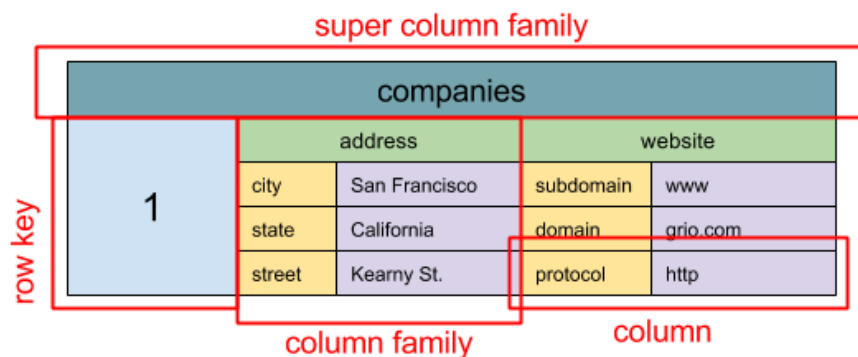 super column family
companies
address website
1 city San Francisco subdomain www
state California domain grio.com
street Kearny St. protocol http
row key
column family column